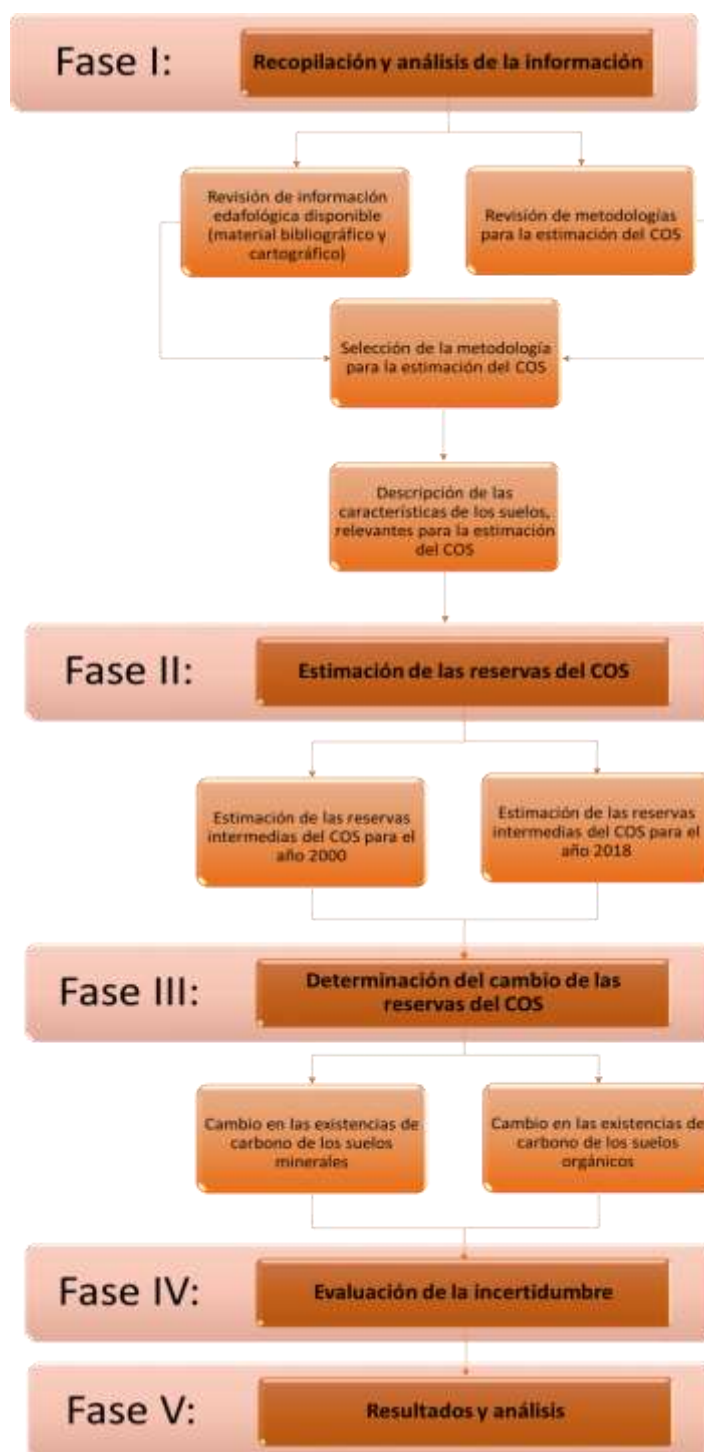 Fase I:
Recopilación y análisis de la información
Revisión de información
edafológica disponible
(material bibliográfico y
cartográfico)
Revisión de metodologías
para la estimación del COS
Selección de la metodología
para la estimación del COS
Descripción de las
características de los suelos,
relevantes para la estimación
del COS
Fase II:
Estimación de las reservas del COS
Estimación de las reservas
intermedias del COS para el
año 2000
Estimación de las reservas
intermedias del COS para el
año 2018
Fase III:
Determinación del cambio de las
reservas del COS
Cambio en las existencias de
carbono de los suelos
minerales
Cambio en las existencias de
carbono de los suelos
orgánicos
Fase IV:
Evaluación de la incertidumbre
Fase V:
Resultados y análisis